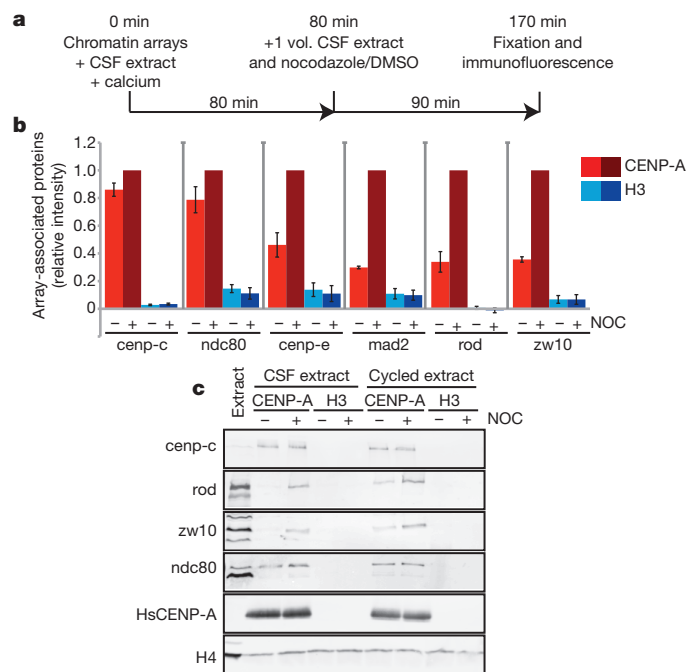 a
0 min
Chromatin arrays
+ CSF extract
+ calcium
80 min
+1 vol. CSF extract
and nocodazole/DMSO
170 min
Fixation and
immunofluorescence
80 min
90 min
b
Array-associated proteins
(relative intensity)
1.2
1.0
0.8
0.6
0.4
0.2
0
CENP-A
H3
− + − + − + − + − + − + − + − + − + − + − + − + NOC
cenp-c ndc80 cenp-e mad2 rod zw10
c
Extract
CSF extract Cycled extract
CENP-A H3 CENP-A H3
− + − + − + − + NOC
cenp-c
rod
zw10
ndc80
HsCENP-A
H4